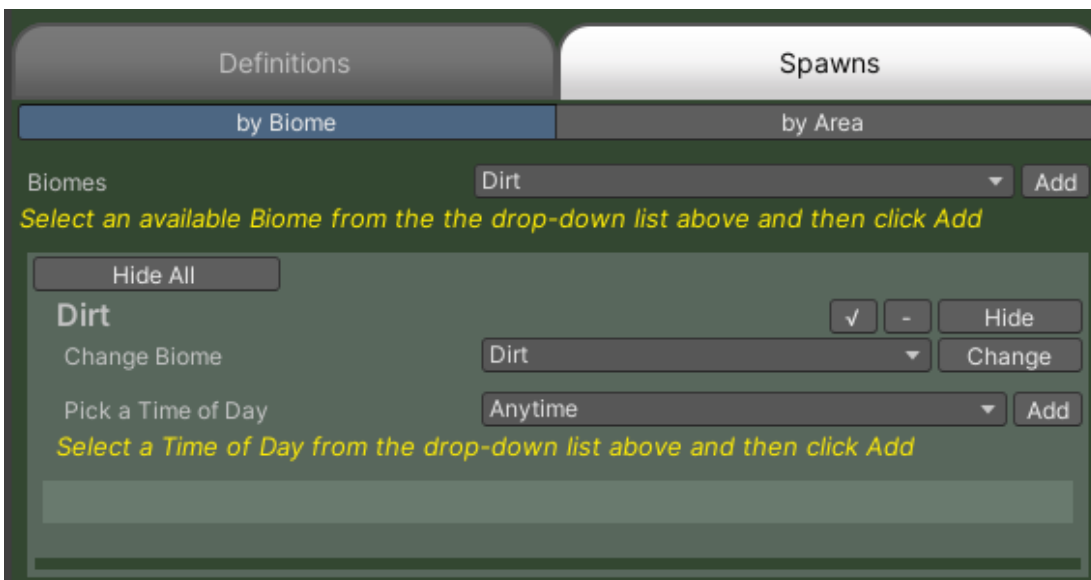 Definitions Spawns
by Biome by Area
Biomes Dirt Add
Select an available Biome from the the drop-down list above and then click Add
Hide All
Dirt √ - Hide
Change Biome Dirt Change
Pick a Time of Day Anytime Add
Select a Time of Day from the drop-down list above and then click Add